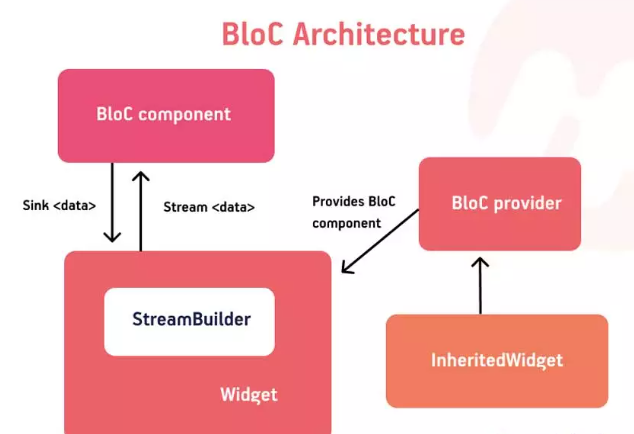 BloC Architecture
BloC component
Sink <data>
Stream <data>
Provides BloC
component
BloC provider
StreamBuilder
InheritedWidget
Widget